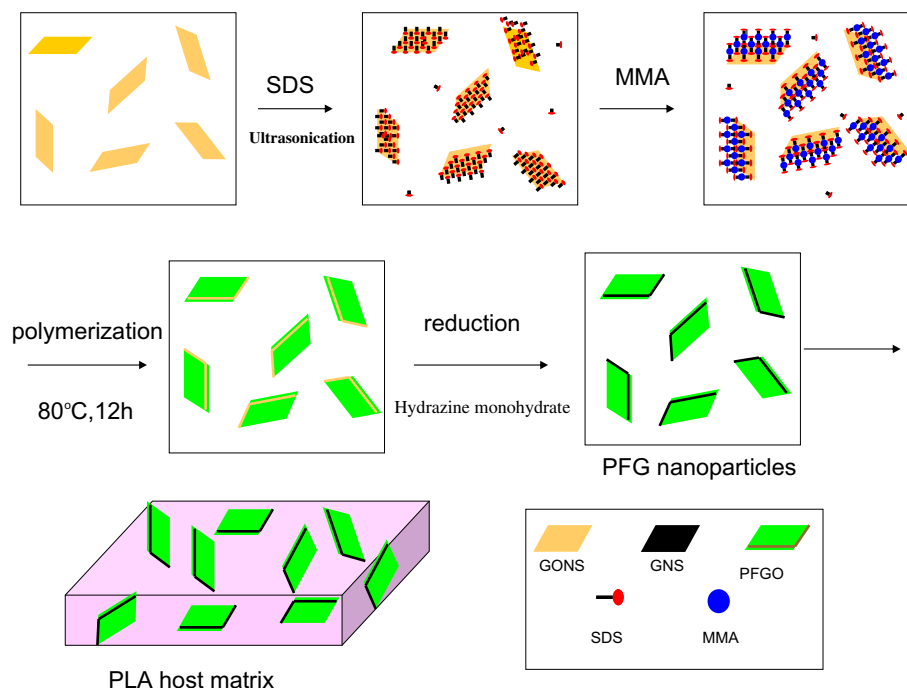 SDS
Ultrasonication
MMA
polymerization
80°C,12h
reduction
Hydrazine monohydrate
PFG nanoparticles
GONS
GNS
PFGO
SDS
MMA
PLA host matrix